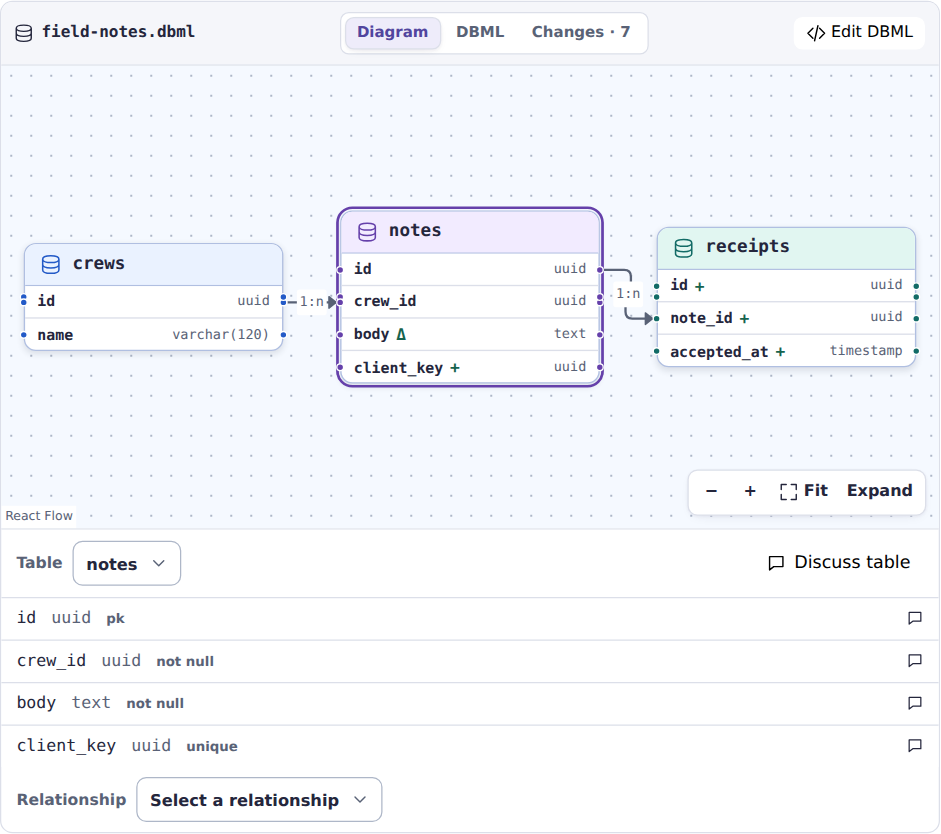 field-notes.dbml
Diagram DBML Changes · 7
Edit DBML
crews
id uuid
name varchar(120)
1:n
notes
id uuid
crew_id uuid
body Δ text
client_key + uuid
1:n
receipts
id + uuid
note_id + uuid
accepted_at + timestamp
− + Fit Expand
React Flow
Table notes
Discuss table
id uuid pk
crew_id uuid not null
body text not null
client_key uuid unique
Relationship Select a relationship